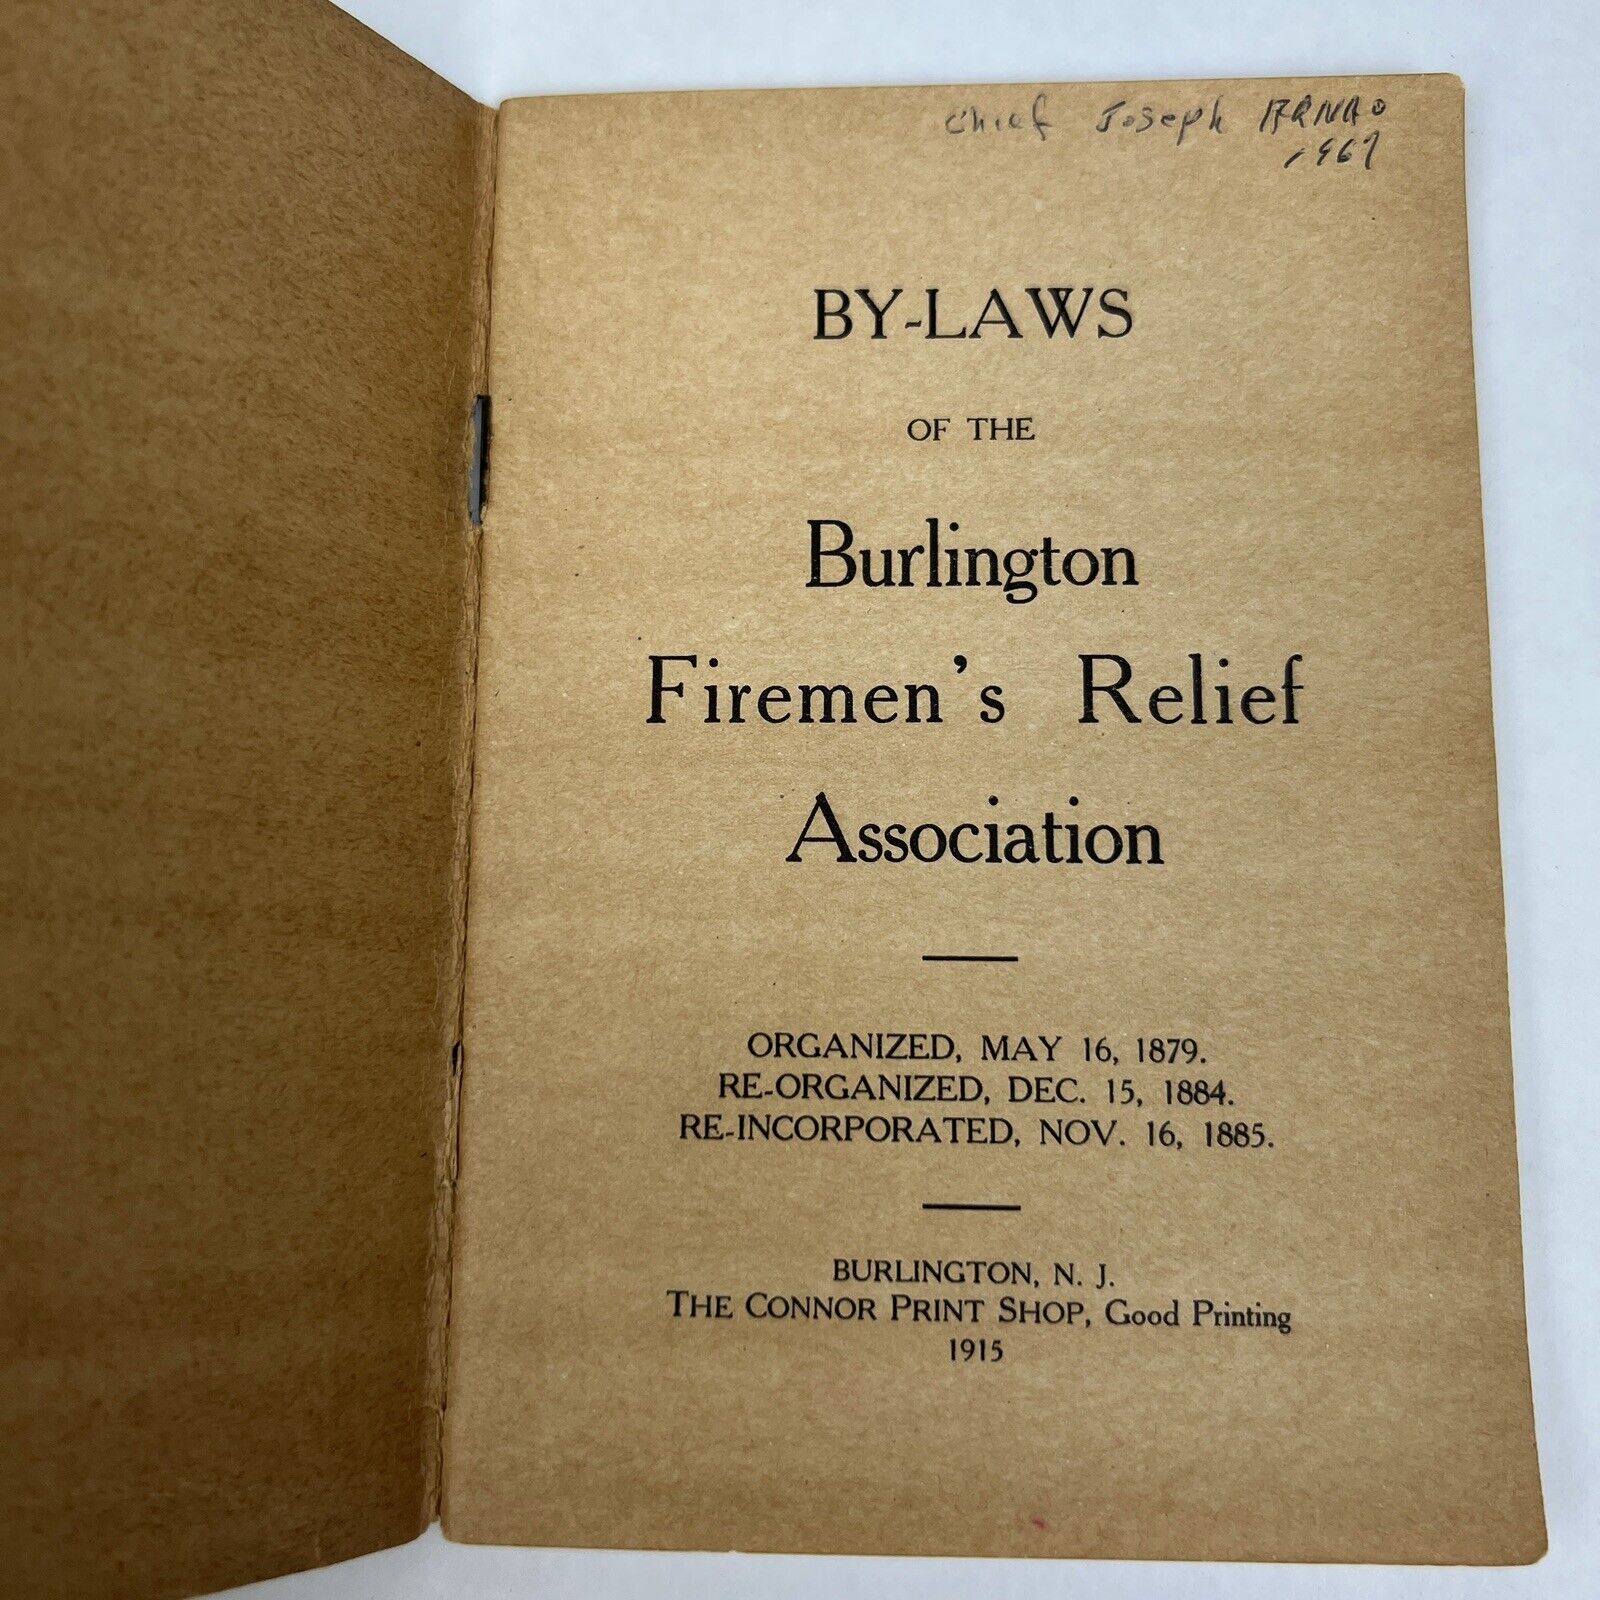 Chief Joseph ARNAO
1967
BY-LAWS
OF THE
Burlington
Firemen's Relief
Association
ORGANIZED, MAY 16, 1879.
RE-ORGANIZED, DEC. 15, 1884.
RE-INCORPORATED, NOV. 16, 1885.
BURLINGTON, N. J.
THE CONNOR PRINT SHOP, Good Printing
1915